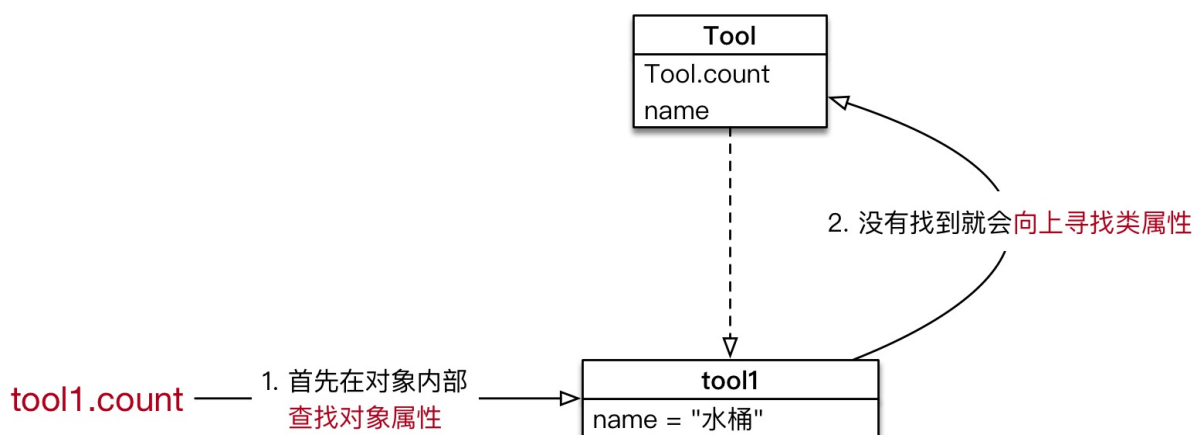 Tool
Tool.count
name
2. 没有找到就会向上寻找类属性
tool1.count
1. 首先在对象内部
查找对象属性
tool1
name = "水桶"